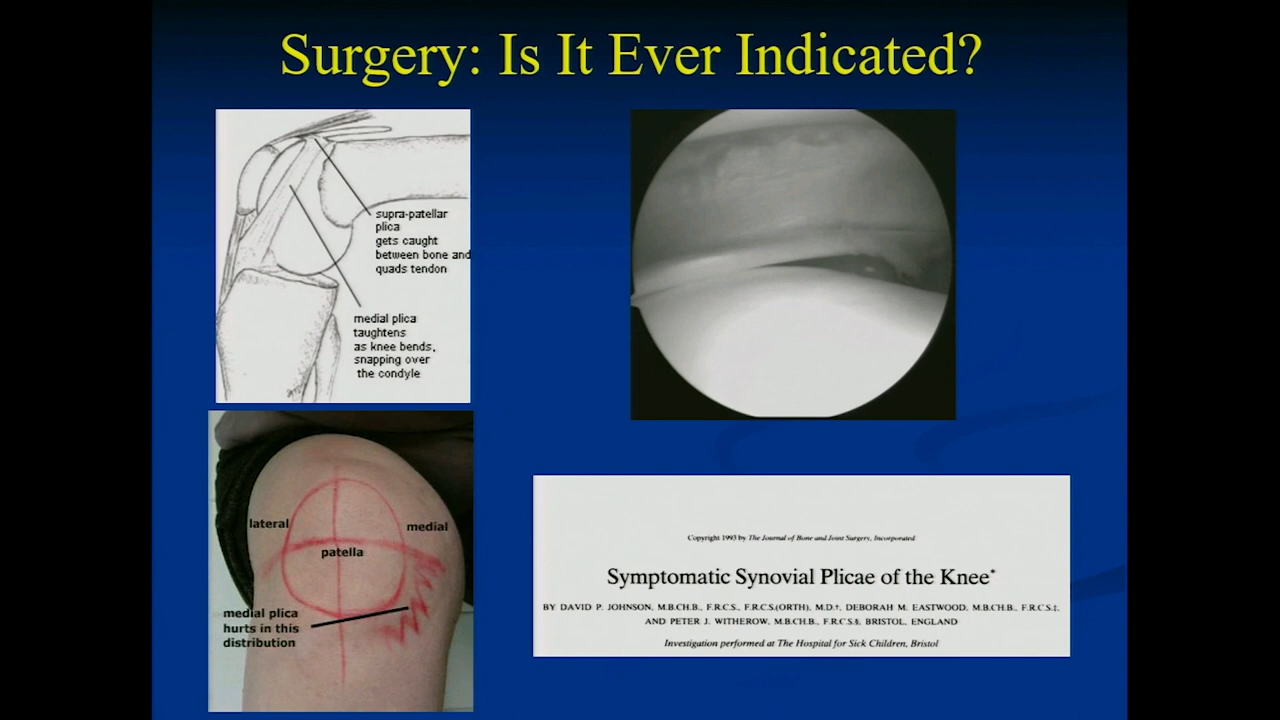 Surgery: Is It Ever Indicated?
supra-patellar
plica
gets caught
between bone and
quads tendon
medial plica
taughtens
as knee bends,
snapping over
the condyle
lateral
medial
patella
medial plica
hurts in this
distribution
Copyright 1993 by The Journal of Bone and Joint Surgery, Incorporated
Symptomatic Synovial Plicae of the Knee*
BY DAVID P. JOHNSON, M.B.CH.B., F.R.C.S., F.R.C.S.(ORTH), M.D.†, DEBORAH M. EASTWOOD, M.B.CH.B., F.R.C.S.‡,
AND PETER J. WITHEROW, M.B.CH.B., F.R.C.S.§, BRISTOL, ENGLAND
Investigation performed at The Hospital for Sick Children, Bristol